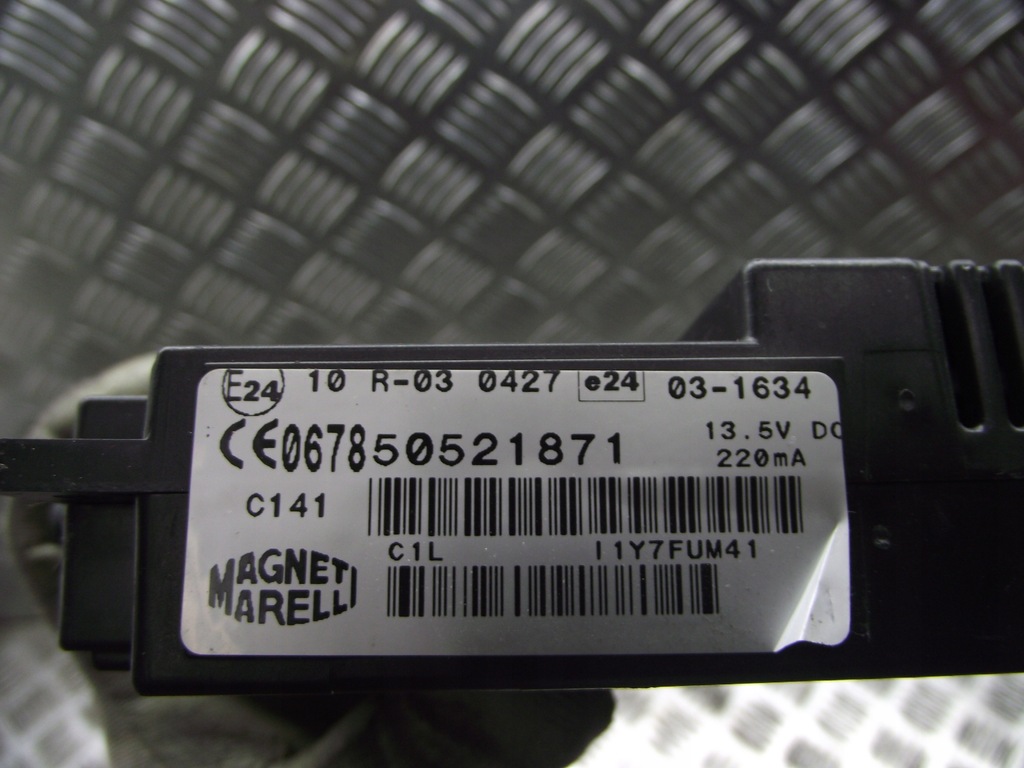 E24 10 R-03 0427 e24 03-1634
CE0678 50521871 13.5V DC
220mA
C141
C1L I1Y7FUM41
MAGNETI
MARELLI